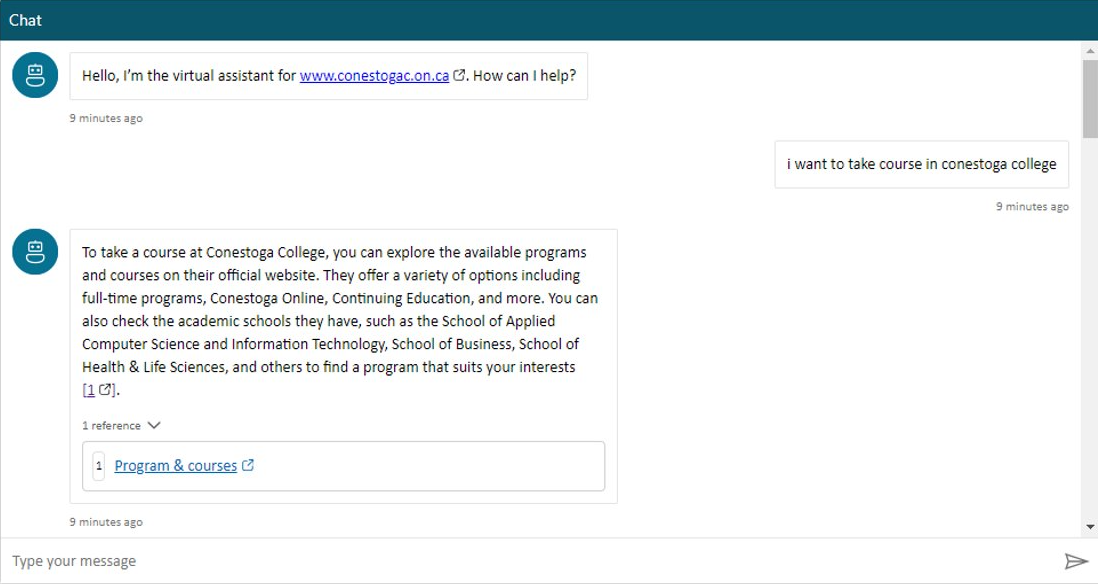 Chat
Hello, I’m the virtual assistant for www.conestogac.on.ca. How can I help?
9 minutes ago
i want to take course in conestoga college
9 minutes ago
To take a course at Conestoga College, you can explore the available programs
and courses on their official website. They offer a variety of options including
full-time programs, Conestoga Online, Continuing Education, and more. You can
also check the academic schools they have, such as the School of Applied
Computer Science and Information Technology, School of Business, School of
Health & Life Sciences, and others to find a program that suits your interests
[1].
1 reference
1 Program & courses
9 minutes ago
Type your message